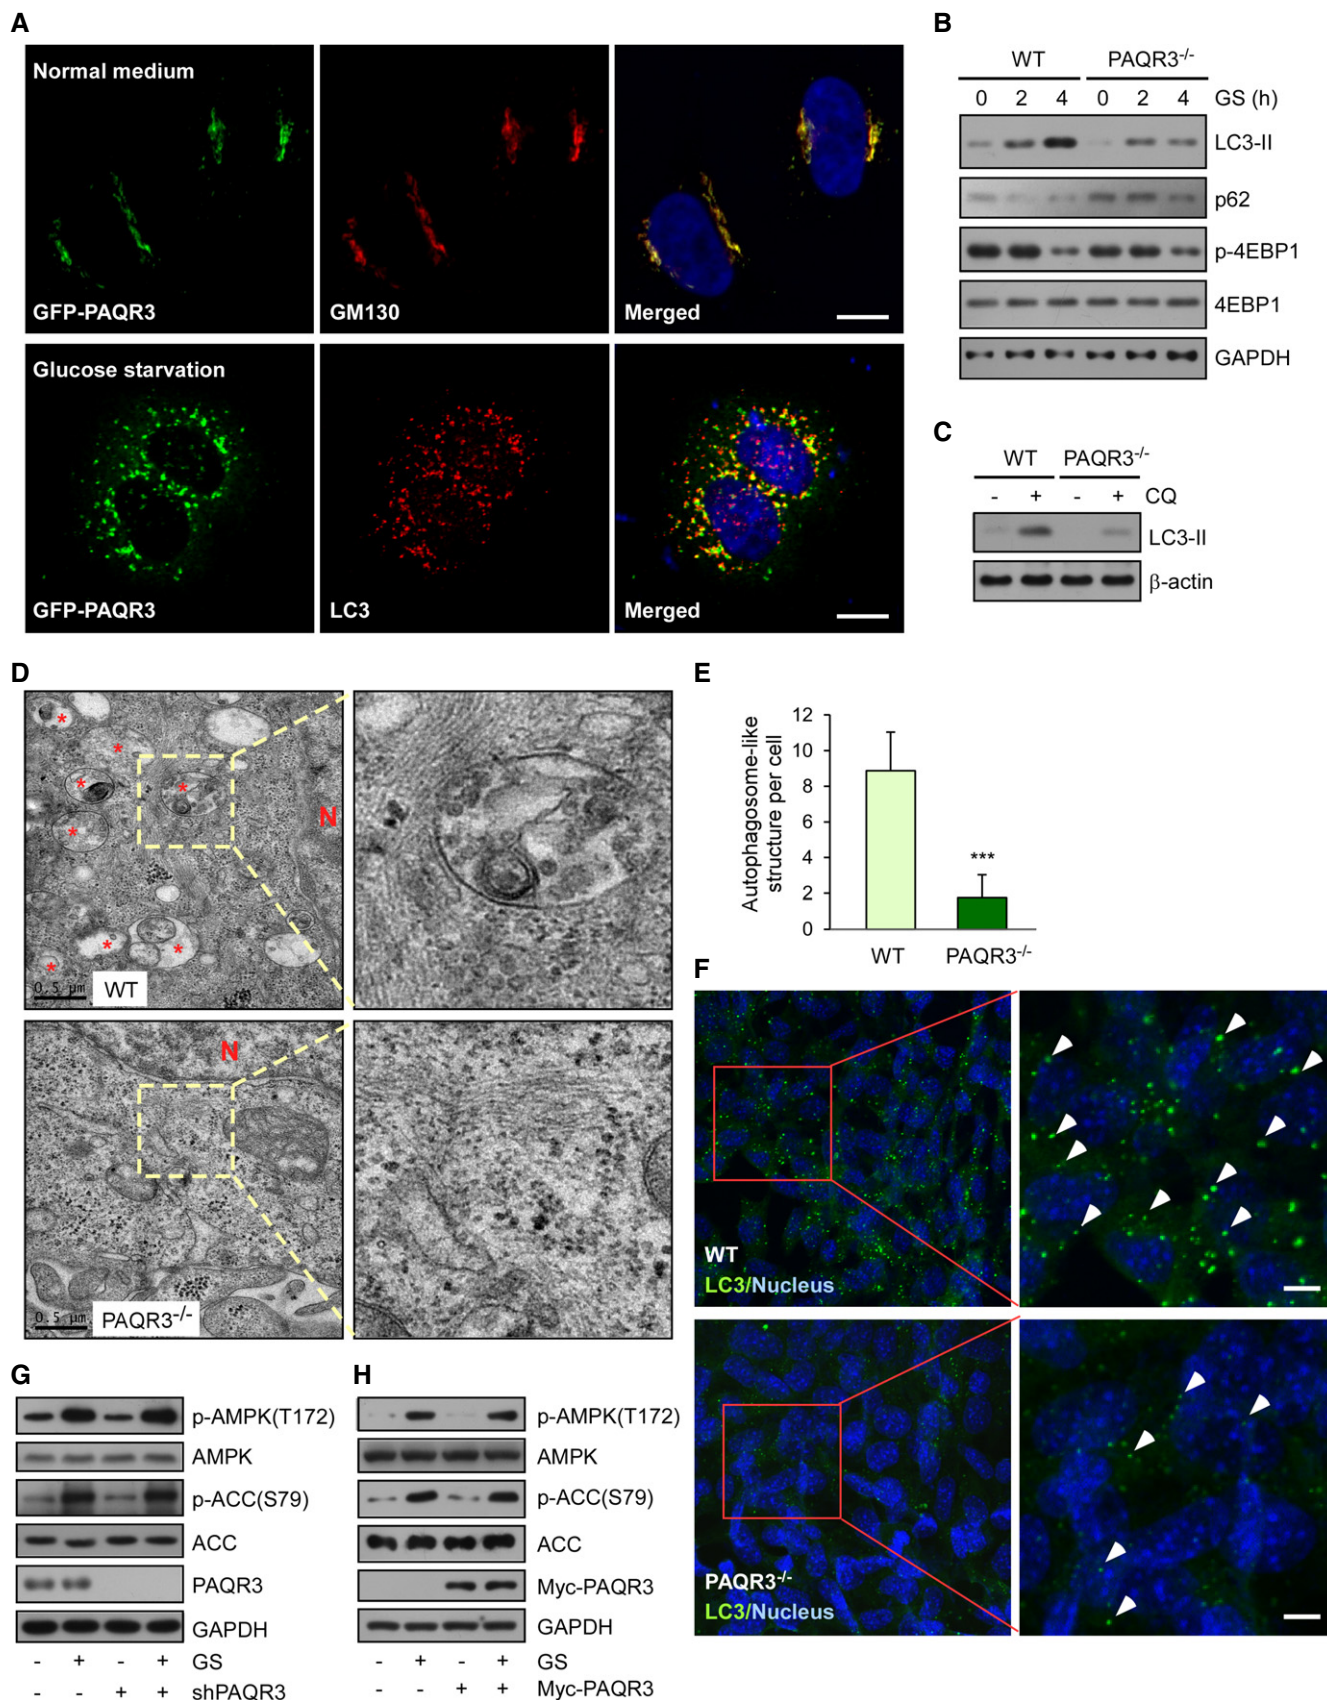 A
Normal medium
GFP-PAQR3
GM130
Merged
Glucose starvation
GFP-PAQR3
LC3
Merged
B
WT PAQR3-/-
0 2 4 0 2 4 GS (h)
LC3-II
p62
p-4EBP1
4EBP1
GAPDH
C
WT PAQR3-/-
- + - + CQ
LC3-II
β-actin
D
N
0.5 µm
WT
N
0.5 µm
PAQR3-/-
E
Autophagosome-like
structure per cell
12
10
8
6
4
2
0
***
WT PAQR3-/-
F
WT
LC3/Nucleus
PAQR3-/-
LC3/Nucleus
G
p-AMPK(T172)
AMPK
p-ACC(S79)
ACC
PAQR3
GAPDH
- + - + GS
- - + + shPAQR3
H
p-AMPK(T172)
AMPK
p-ACC(S79)
ACC
Myc-PAQR3
GAPDH
- + - + GS
- - + + Myc-PAQR3